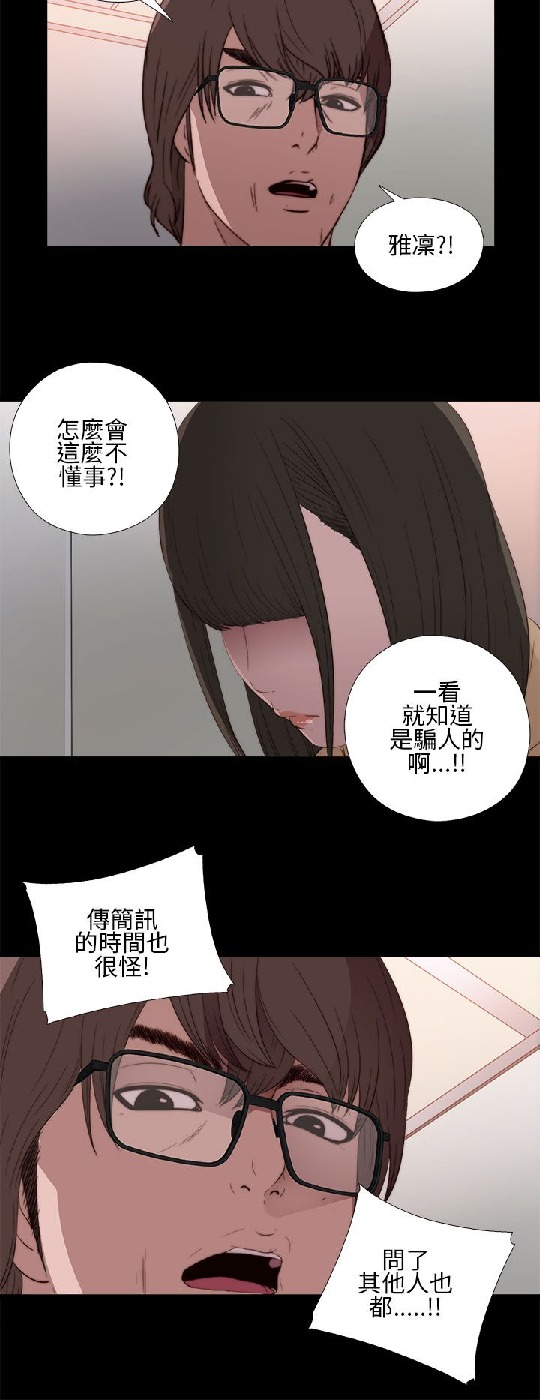 雅凜?!
怎麼會
這麼不
懂事?!
一看
就知道
是騙人的
啊...!!
傳簡訊
的時間也
很怪!
問了
其他人也
都.....!!